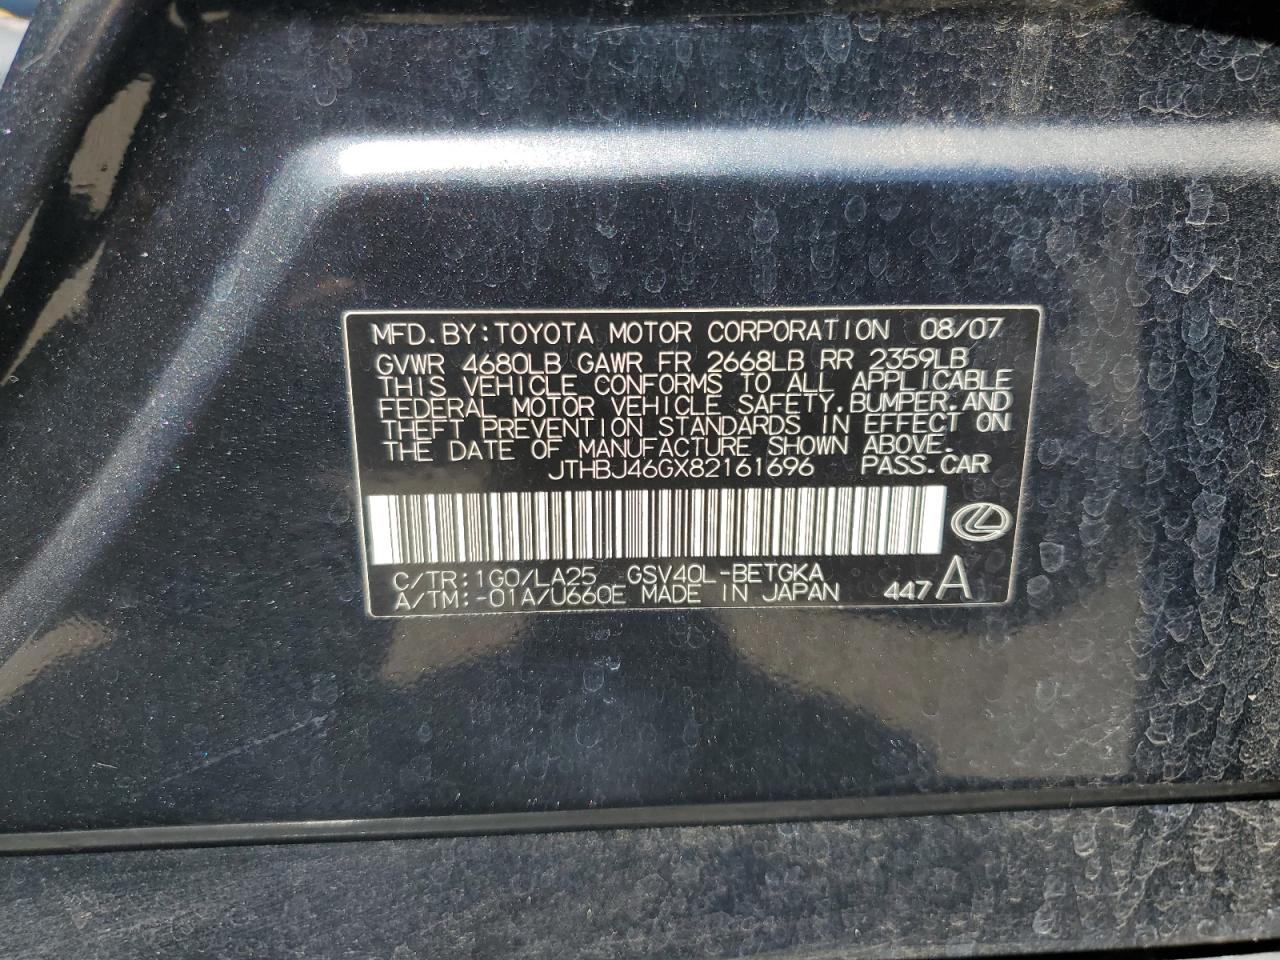 MFD.BY:TOYOTA MOTOR CORPORATION 08/07
GVWR 4680LB GAWR FR 2668LB RR 2359LB
THIS VEHICLE CONFORMS TO ALL APPLICABLE
FEDERAL MOTOR VEHICLE SAFETY,BUMPER,AND
THEFT PREVENTION STANDARDS IN EFFECT ON
THE DATE OF MANUFACTURE SHOWN ABOVE.
JTHBJ46GX82161696 PASS.CAR
C/TR:1G0/LA25 GSV40L-BETGKA
A/TM:-01A/U660E MADE IN JAPAN 447A